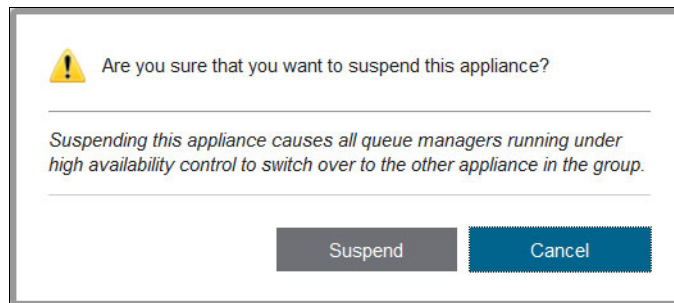 Are you sure that you want to suspend this appliance?
Suspending this appliance causes all queue managers running under
high availability control to switch over to the other appliance in the group.
Suspend Cancel